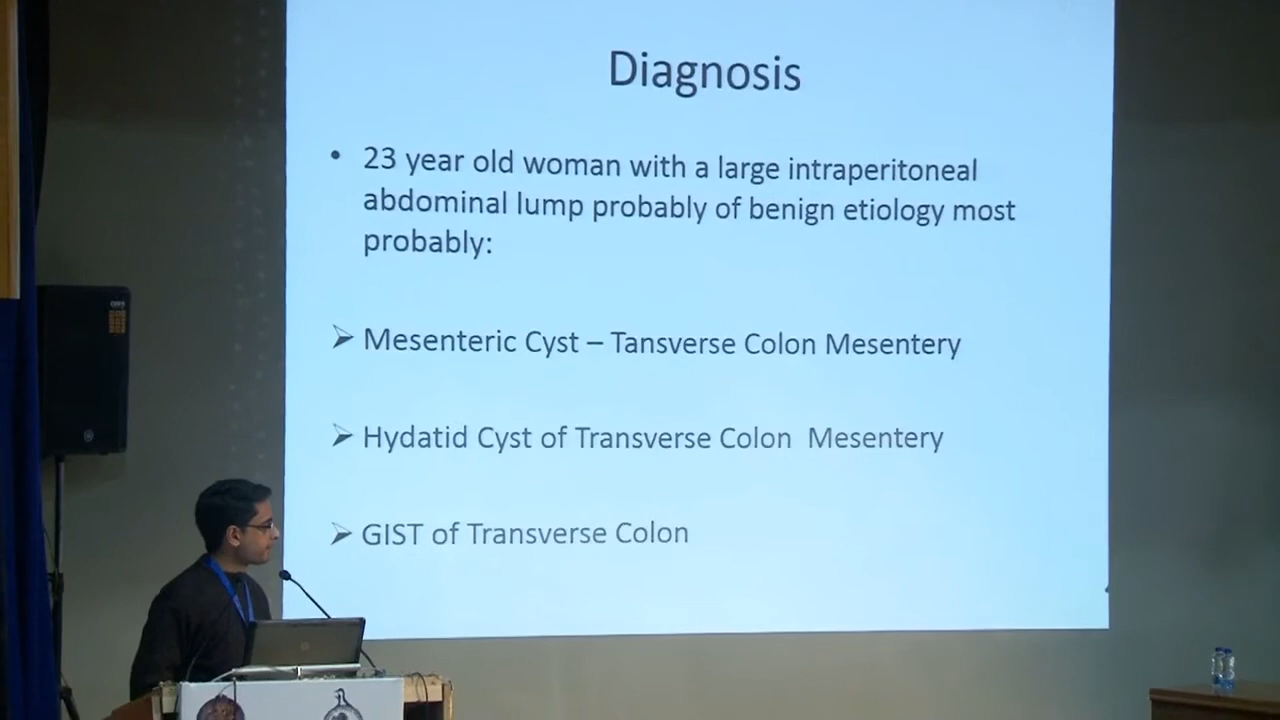 Diagnosis
• 23 year old woman with a large intraperitoneal
abdominal lump probably of benign etiology most
probably:
➢ Mesenteric Cyst – Tansverse Colon Mesentery
➢ Hydatid Cyst of Transverse Colon Mesentery
➢ GIST of Transverse Colon